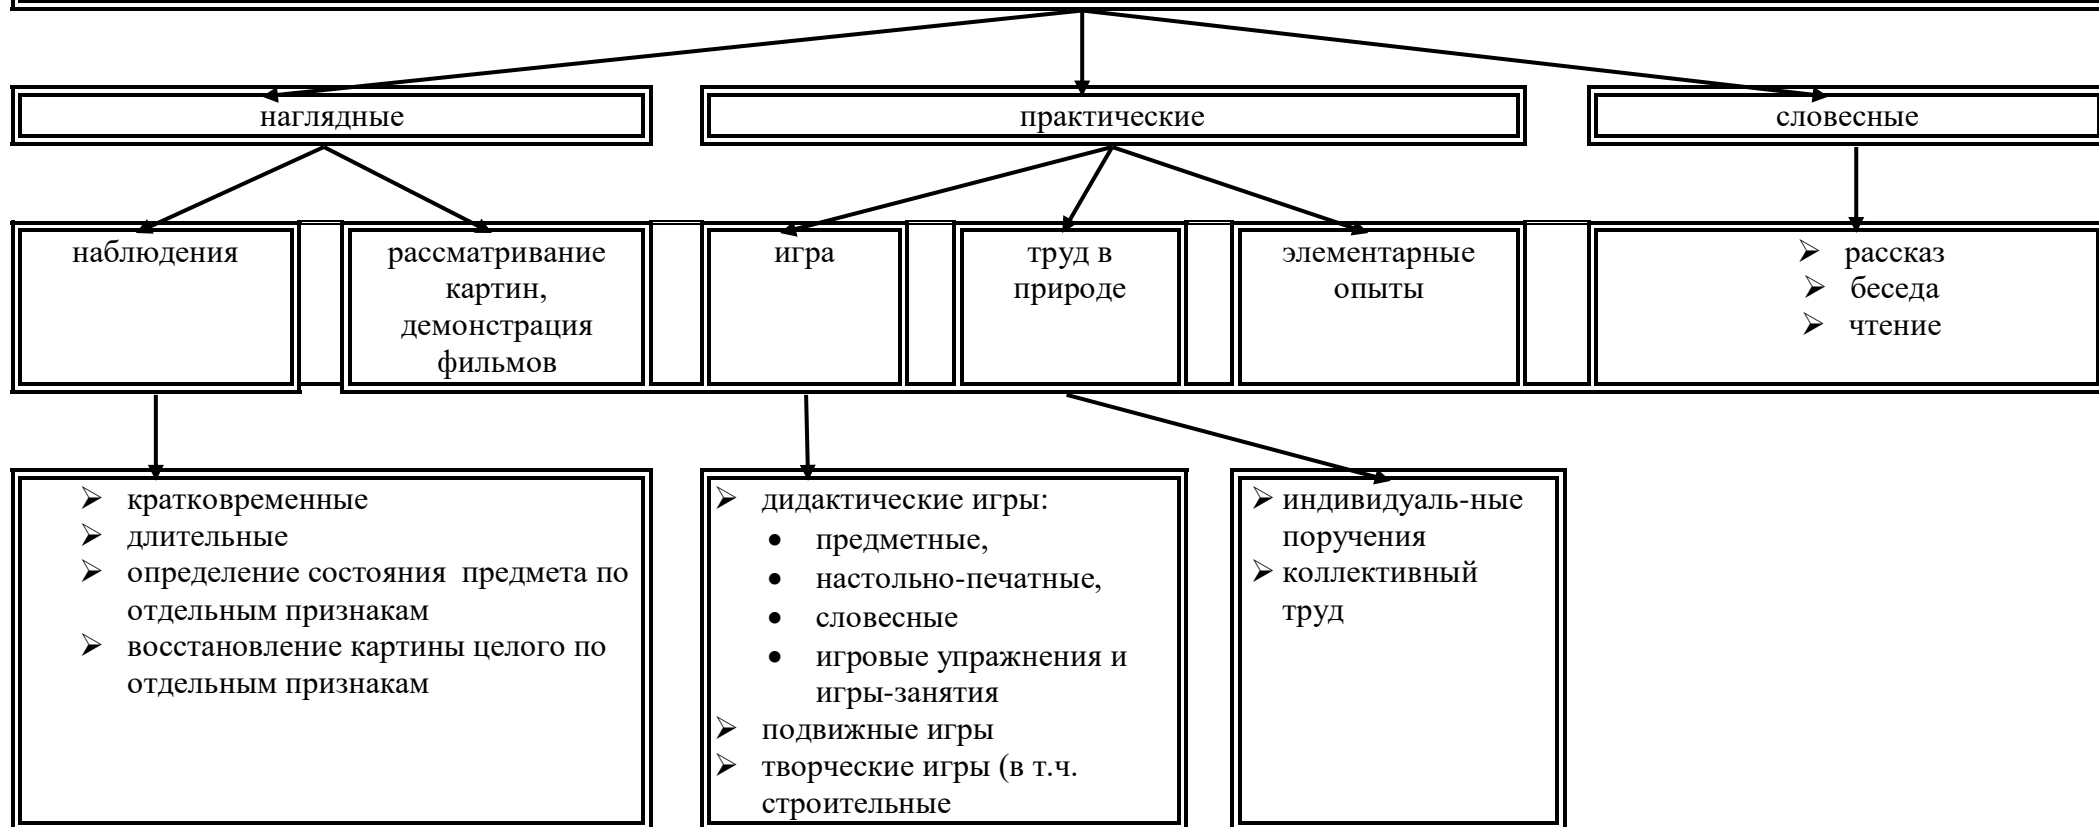 наглядные
практические
словесные
наблюдения
рассматривание
картин,
демонстрация
фильмов
игра
труд в
природе
элементарные
опыты
➢ рассказ
➢ беседа
➢ чтение
➢ кратковременные
➢ длительные
➢ определение состояния предмета по
отдельным признакам
➢ восстановление картины целого по
отдельным признакам
➢ дидактические игры:
• предметные,
• настольно-печатные,
• словесные
• игровые упражнения и
игры-занятия
➢ подвижные игры
➢ творческие игры (в т.ч.
строительные
➢ индивидуаль-ные
поручения
➢ коллективный
труд